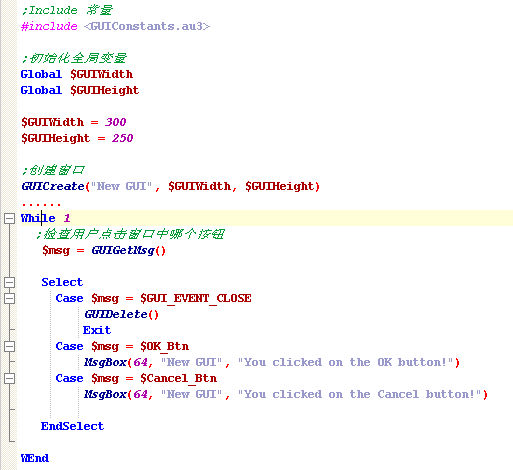 ;Include 常量
#include <GUIConstants.au3>
;初始化全局变量
Global $GUIWidth
Global $GUIHeight
$GUIWidth = 300
$GUIHeight = 250
;创建窗口
GUICreate("New GUI", $GUIWidth, $GUIHeight)
......
While 1
;检查用户点击窗口中哪个按钮
$msg = GUIGetMsg()
Select
Case $msg = $GUI_EVENT_CLOSE
GUIDelete()
Exit
Case $msg = $OK_Btn
MsgBox(64, "New GUI", "You clicked on the OK button!")
Case $msg = $Cancel_Btn
MsgBox(64, "New GUI", "You clicked on the Cancel button!")
EndSelect
WEnd